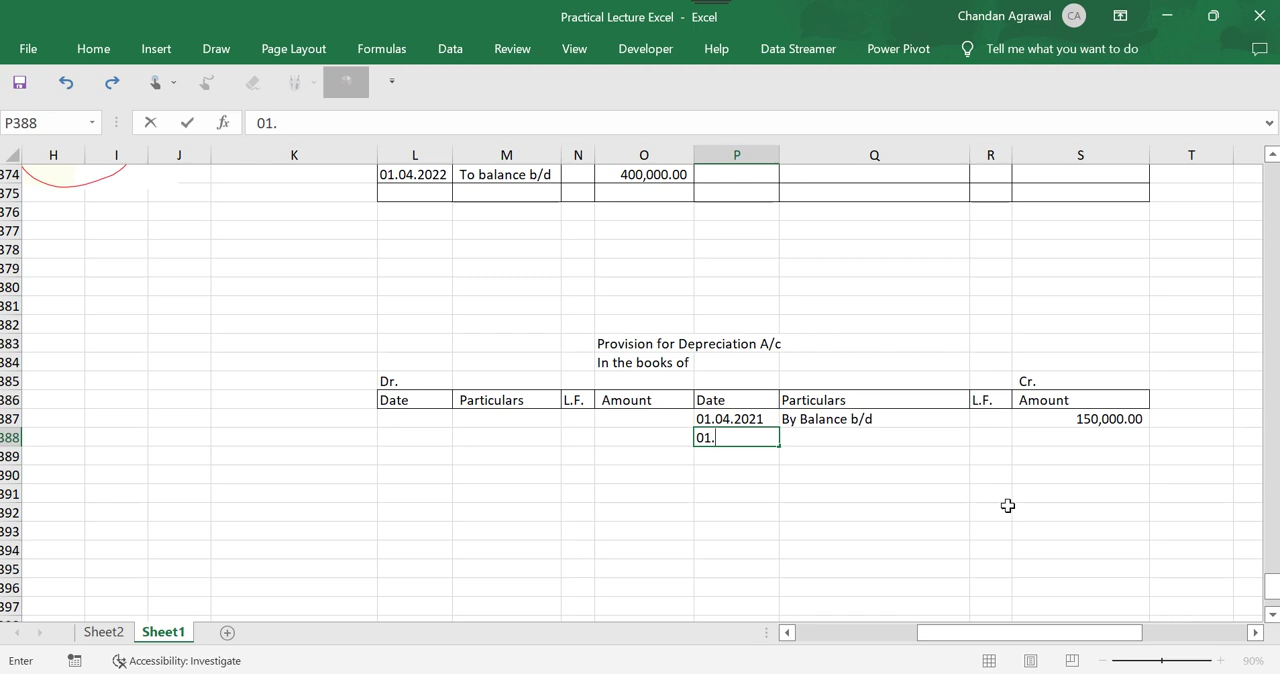 Practical Lecture Excel - Excel
Chandan Agrawal CA
File Home Insert Draw Page Layout Formulas Data Review View Developer Help Data Streamer Power Pivot Tell me what you want to do
P388 fx 01.
H I J K L M N O P Q R S T
374 01.04.2022 To balance b/d 400,000.00
375
376
377
378
379
380
381
382
383 Provision for Depreciation A/c
384 In the books of
385 Dr. Cr.
386 Date Particulars L.F. Amount Date Particulars L.F. Amount
387 01.04.2021 By Balance b/d 150,000.00
388 01.
389
390
391
392
393
394
395
396
397
Sheet2 Sheet1
Enter Accessibility: Investigate 90%